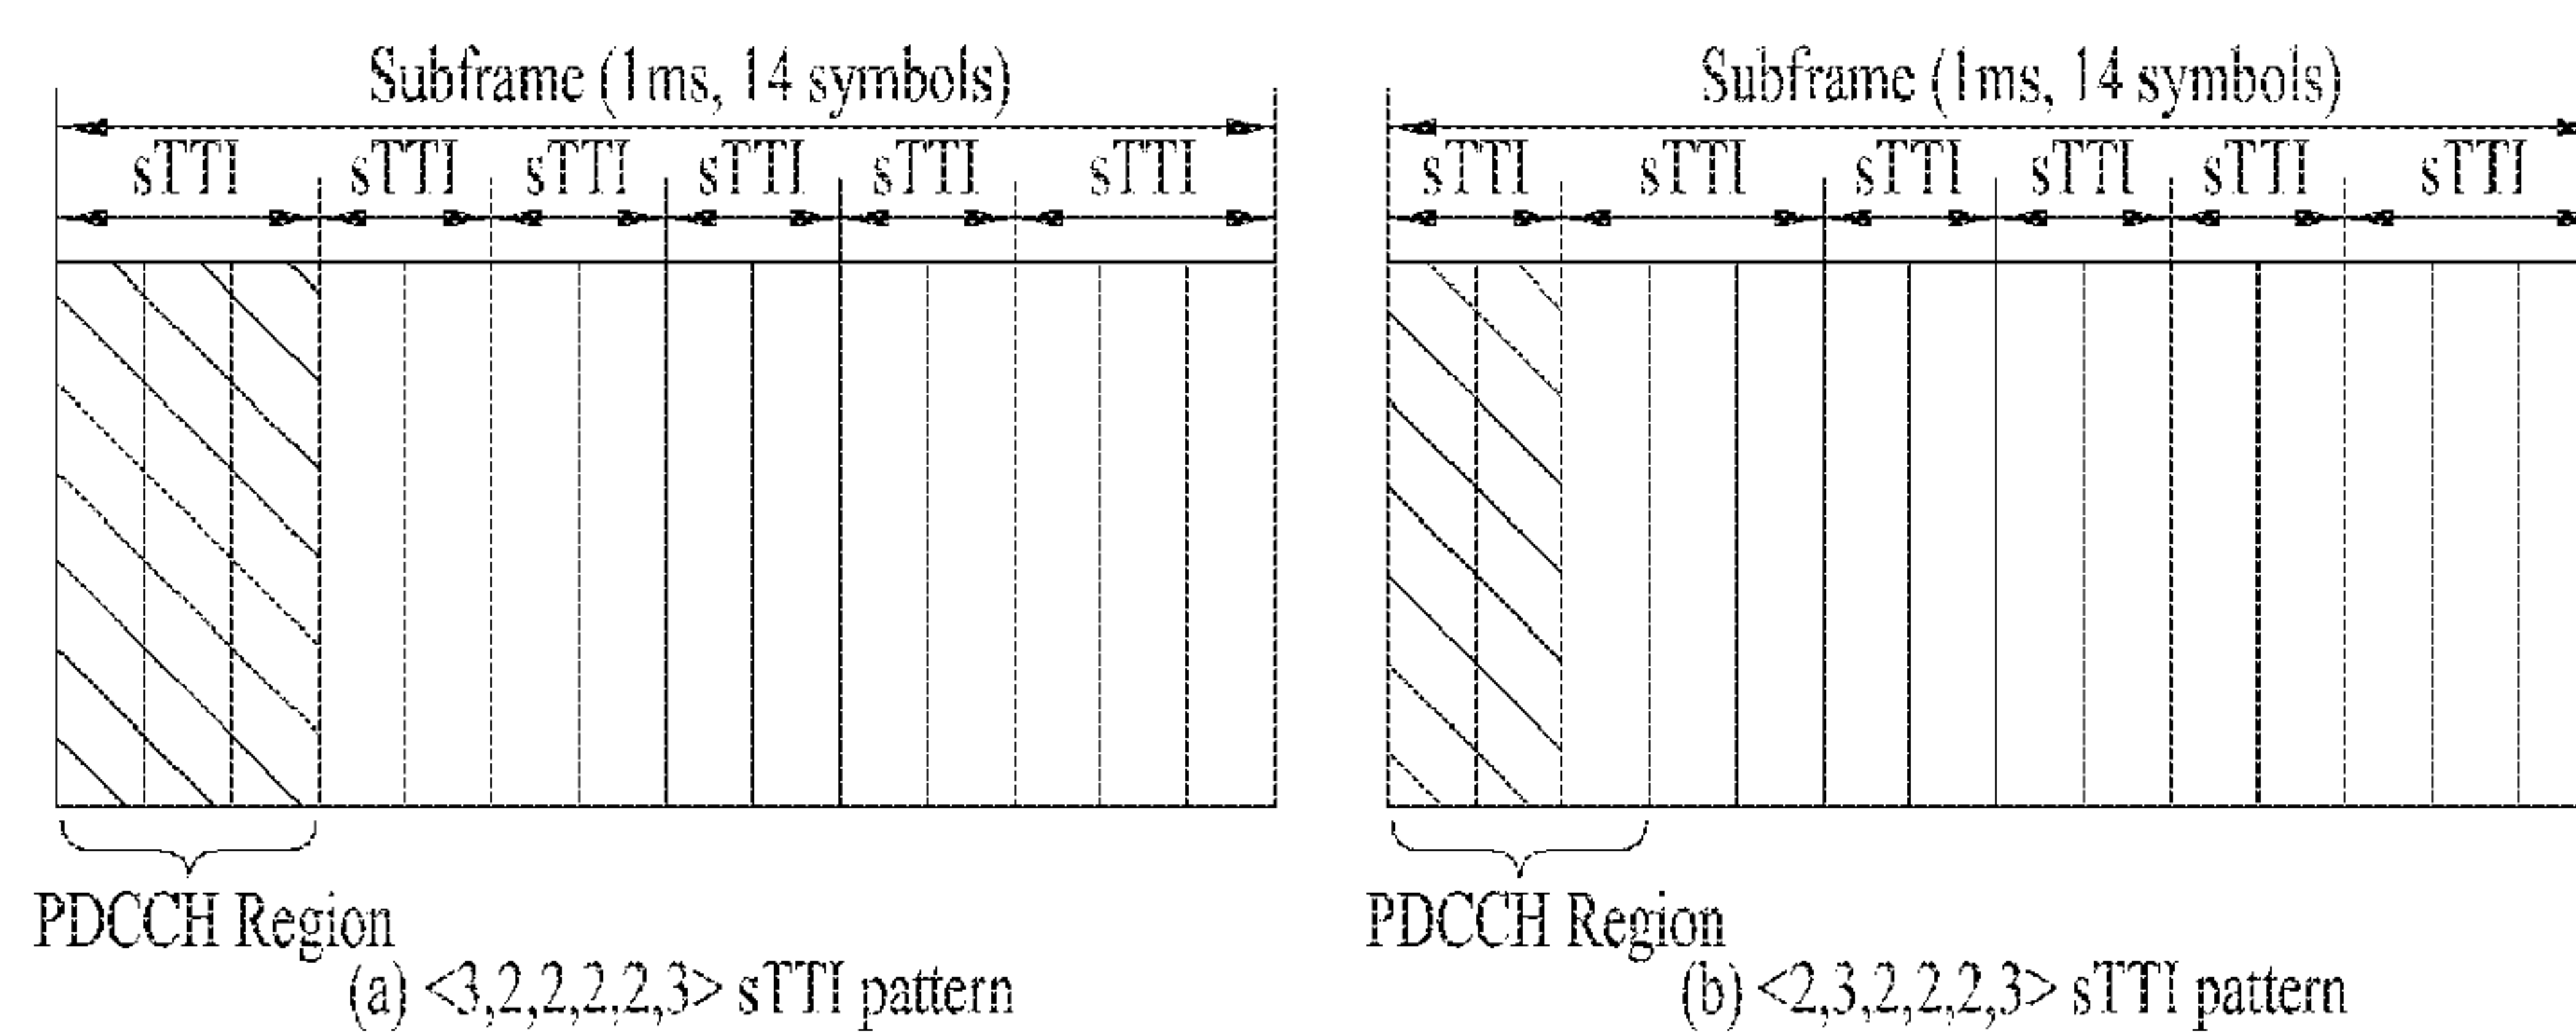 Subframe (1ms, 14 symbols)
sTTI sTTI sTTI sTTI sTTI sTTI
PDCCH Region
(a) <3,2,2,2,2,3> sTTI pattern
Subframe (1ms, 14 symbols)
sTTI sTTI sTTI sTTI sTTI sTTI
PDCCH Region
(b) <2,3,2,2,2,3> sTTI pattern